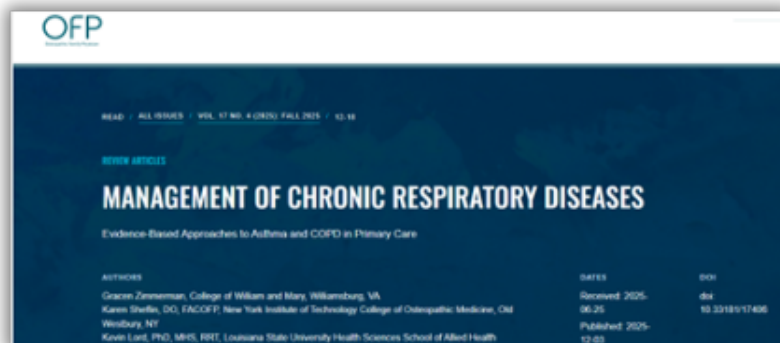 OFP
READ / ALL ISSUES / VOL. 17 NO. 4 (2025): FALL 2025 / 12-18
REVIEW ARTICLES
MANAGEMENT OF CHRONIC RESPIRATORY DISEASES
Evidence-Based Approaches to Asthma and COPD in Primary Care
AUTHORS
Gracen Zimmerman, College of William and Mary, Williamsburg, VA
Karen Sheflin, DO, FACOFP, New York Institute of Technology College of Osteopathic Medicine, Old
Westbury, NY
Kevin Lord, PhD, MHS, RRT, Louisiana State University Health Sciences School of Allied Health
DATES
Received: 2025-
06-25
Published: 2025-
12-03
DOI
doi: